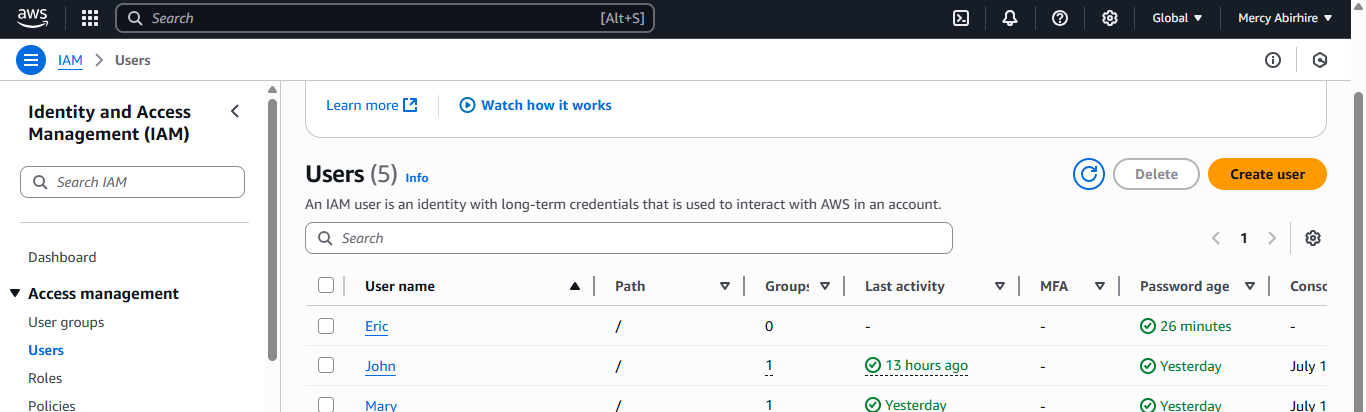 aws Search [Alt+S] Global Mercy Abirhire
IAM > Users
Identity and Access
Management (IAM)
Search IAM
Dashboard
Access management
User groups
Users
Roles
Policies
Learn more Watch how it works
Users (5) Info Delete Create user
An IAM user is an identity with long-term credentials that is used to interact with AWS in an account.
Search 1
User name Path Groups Last activity MFA Password age
Eric / 0 - - 26 minutes -
John / 1 13 hours ago - Yesterday July 1
Mary / 1 Yesterday - Yesterday July 1